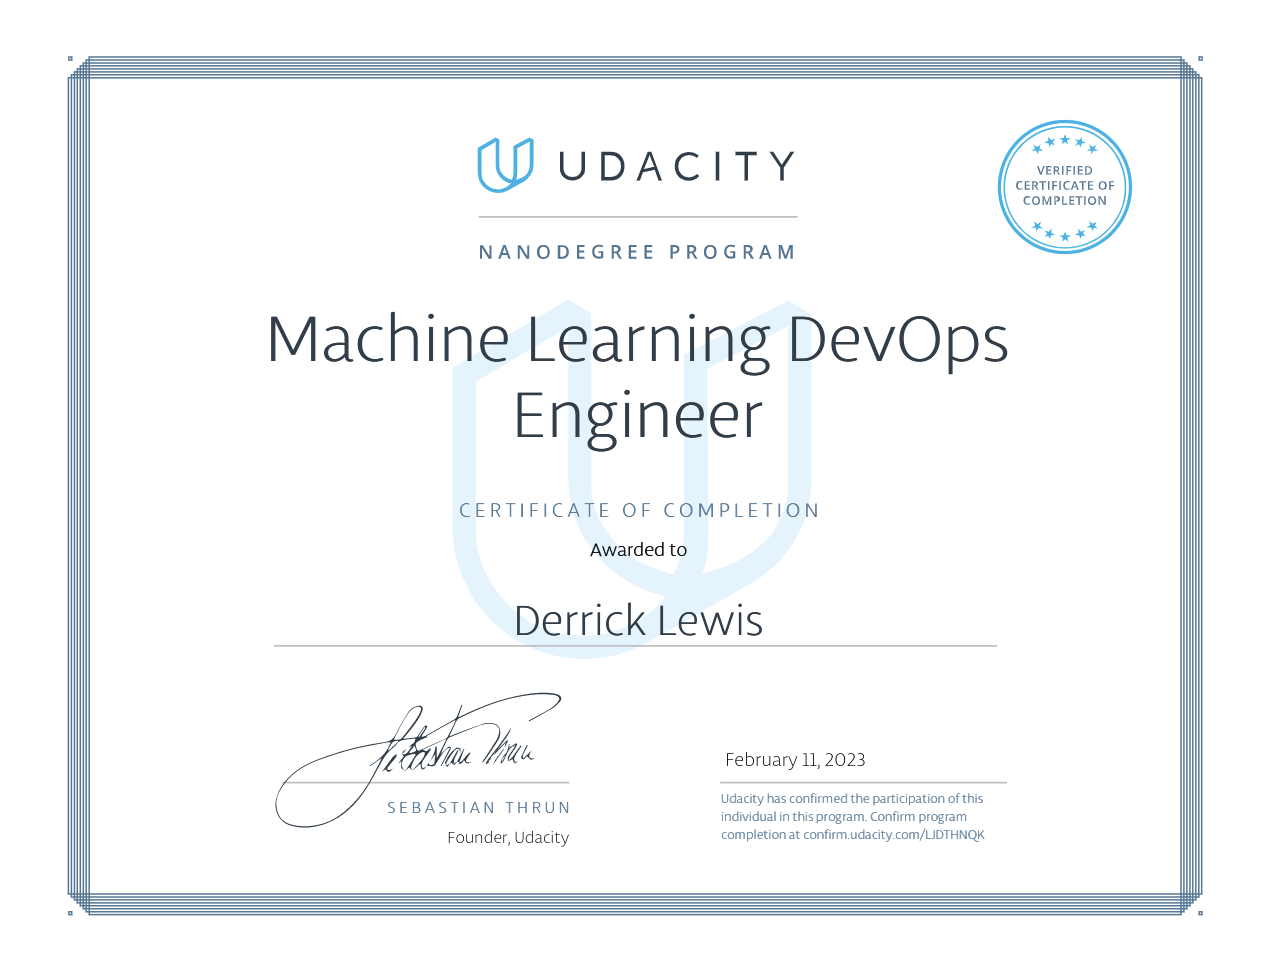 UDACITY
VERIFIED
CERTIFICATE OF
COMPLETION
NANODEGREE PROGRAM
Machine Learning DevOps
Engineer
CERTIFICATE OF COMPLETION
Awarded to
Derrick Lewis
Sebastian Thrun
SEBASTIAN THRUN
Founder, Udacity
February 11, 2023
Udacity has confirmed the participation of this
individual in this program. Confirm program
completion at confirm.udacity.com/LJDTHNQK